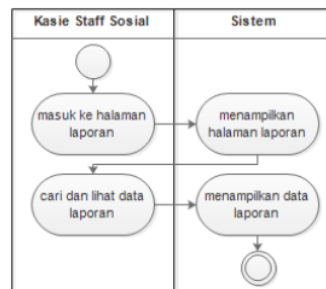 Kasie Staff Sosial
Sistem
masuk ke halaman
laporan
menampilkan
halaman laporan
cari dan lihat data
laporan
menampilkan data
laporan